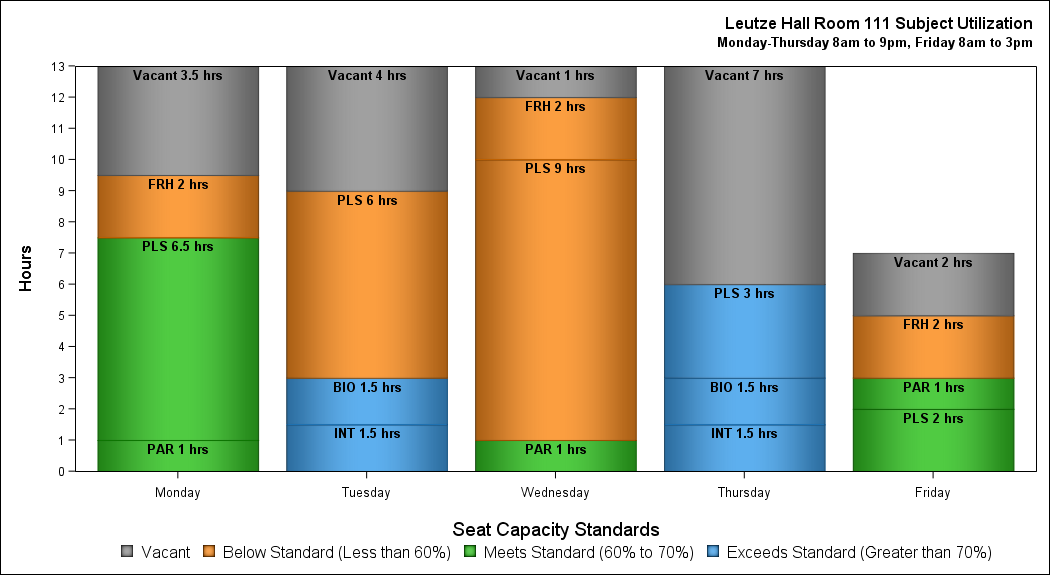 Leutze Hall Room 111 Subject Utilization
Monday-Thursday 8am to 9pm, Friday 8am to 3pm
Hours
13
12
11
10
9
8
7
6
5
4
3
2
1
0
Vacant 3.5 hrs
FRH 2 hrs
PLS 6.5 hrs
PAR 1 hrs
Vacant 4 hrs
PLS 6 hrs
BIO 1.5 hrs
INT 1.5 hrs
Vacant 1 hrs
FRH 2 hrs
PLS 9 hrs
PAR 1 hrs
Vacant 7 hrs
PLS 3 hrs
BIO 1.5 hrs
INT 1.5 hrs
Vacant 2 hrs
FRH 2 hrs
PAR 1 hrs
PLS 2 hrs
Monday Tuesday Wednesday Thursday Friday
Seat Capacity Standards
Vacant Below Standard (Less than 60%) Meets Standard (60% to 70%) Exceeds Standard (Greater than 70%)